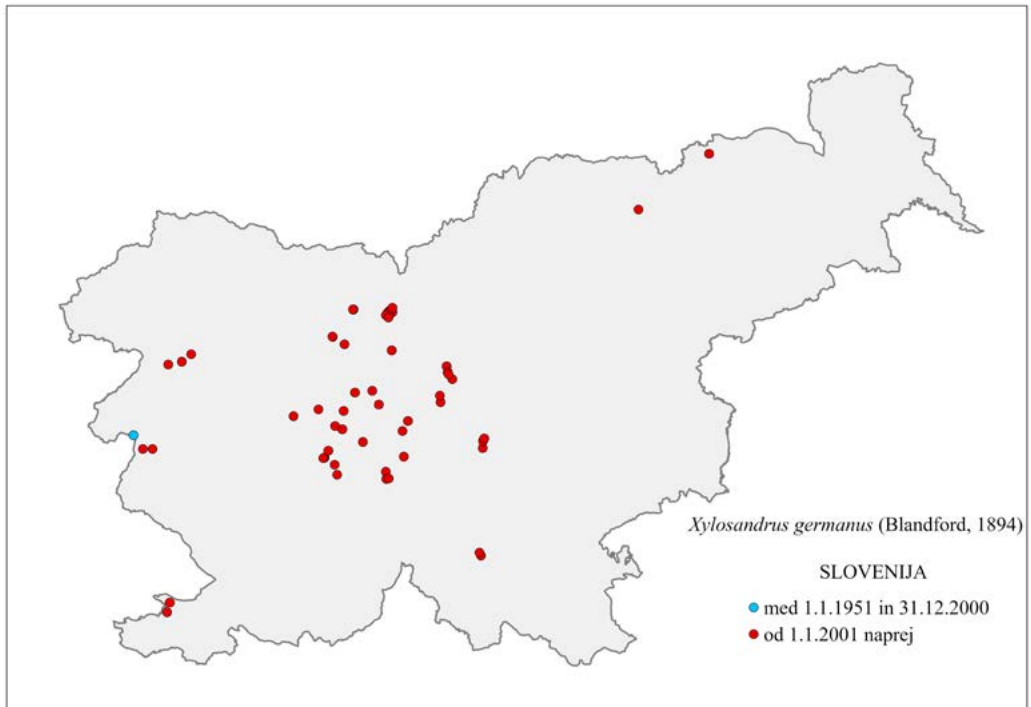 Xylosandrus germanus (Blandford, 1894)
SLOVENIJA
med 1.1.1951 in 31.12.2000
od 1.1.2001 naprej